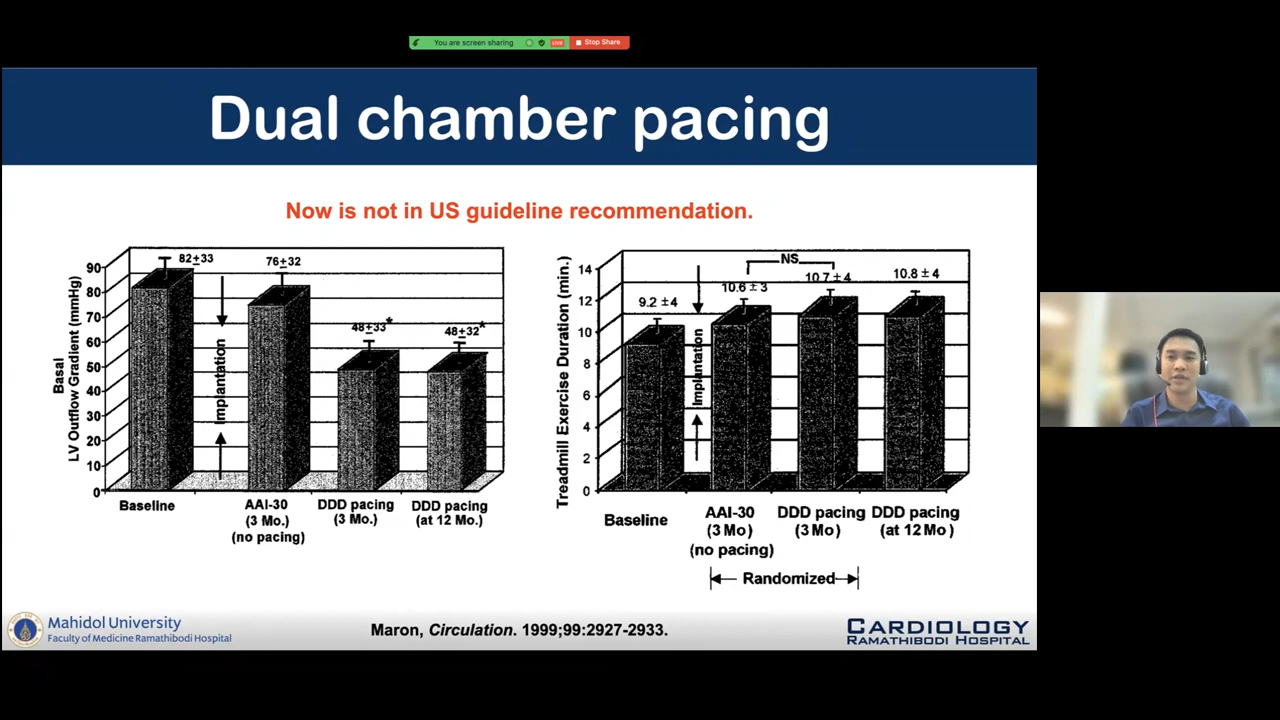 You are screen sharing
LIVE
Stop Share
Dual chamber pacing
Now is not in US guideline recommendation.
Basal
LV Outflow Gradient (mmHg)
90
80
70
60
50
40
30
20
10
0
82±33
76±32
48±33*
48±32*
Implantation
Baseline
AAI-30
(3 Mo.)
(no pacing)
DDD pacing
(3 Mo.)
DDD pacing
(at 12 Mo.)
Treadmill Exercise Duration (min.)
14
12
10
8
6
4
2
0
NS
9.2 ±4
10.6 ± 3
10.7 ± 4
10.8 ± 4
Implantation
Baseline
AAI-30
(3 Mo)
(no pacing)
DDD pacing
(3 Mo)
DDD pacing
(at 12 Mo )
Randomized
Mahidol University
Faculty of Medicine Ramathibodi Hospital
Maron, Circulation. 1999;99:2927-2933.
CARDIOLOGY
RAMATHIBODI HOSPITAL